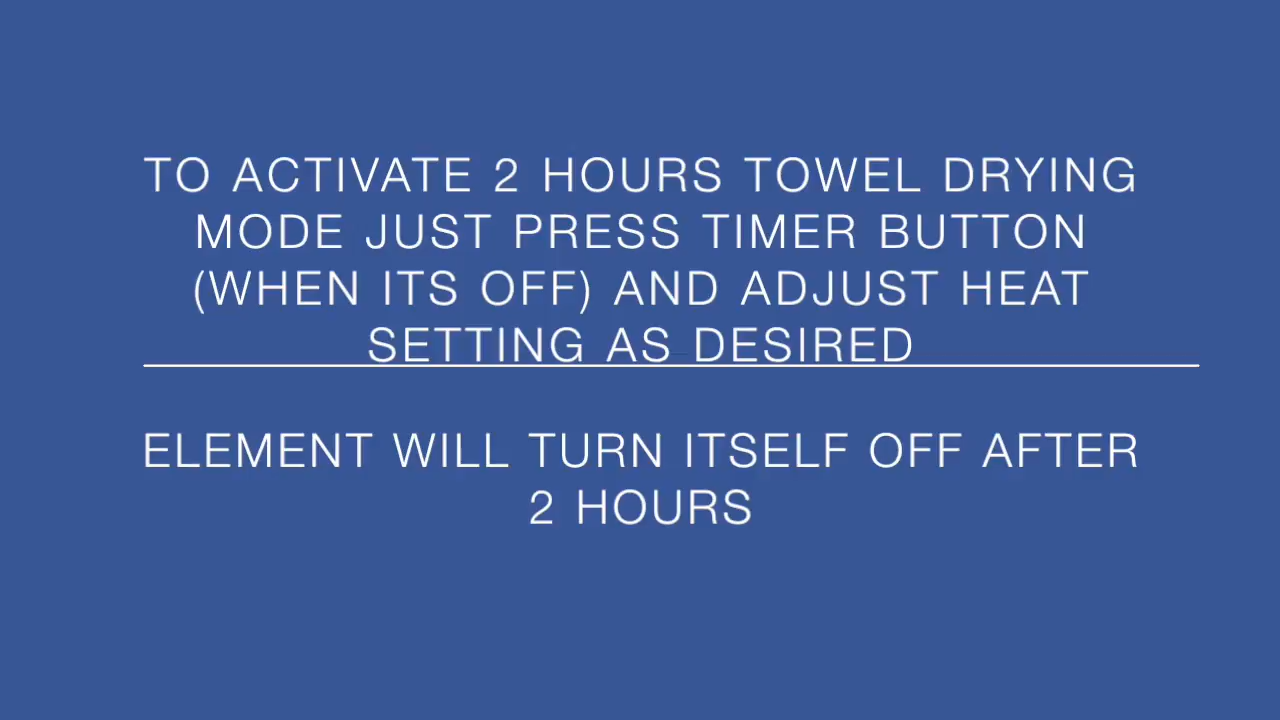 TO ACTIVATE 2 HOURS TOWEL DRYING
MODE JUST PRESS TIMER BUTTON
(WHEN ITS OFF) AND ADJUST HEAT
SETTING AS DESIRED
ELEMENT WILL TURN ITSELF OFF AFTER
2 HOURS